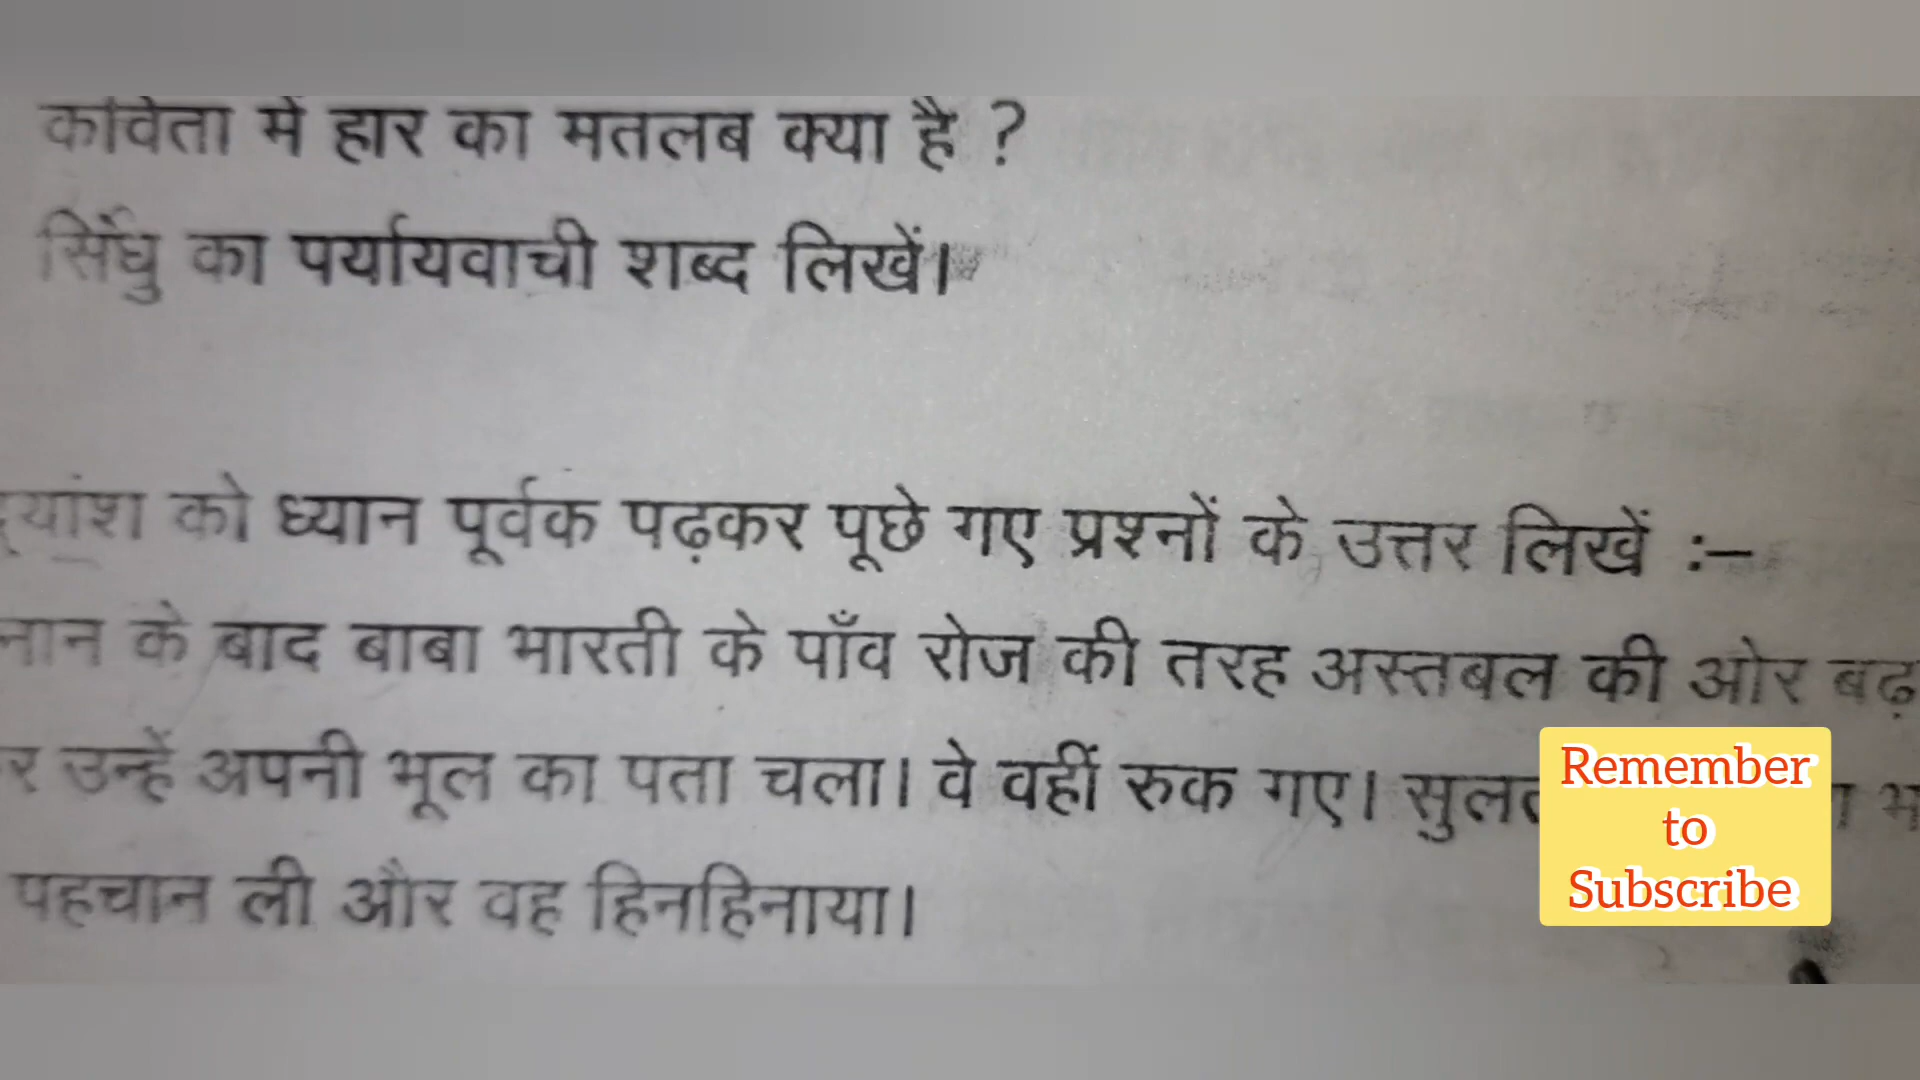 कविता में हार का मतलब क्या है ?
सिंधु का पर्यायवाची शब्द लिखें।
को ध्यान पूर्वक पढ़कर पूछे गए प्रश्नों के उत्तर लिखें :–
के बाद बाबा भारती के पाँव रोज की तरह अस्तबल की ओर
उन्हें अपनी भूल का पता चला। वे वहीं रुक गए।
पहचान ली और वह हिनहिनाया।
Remember
to
Subscribe